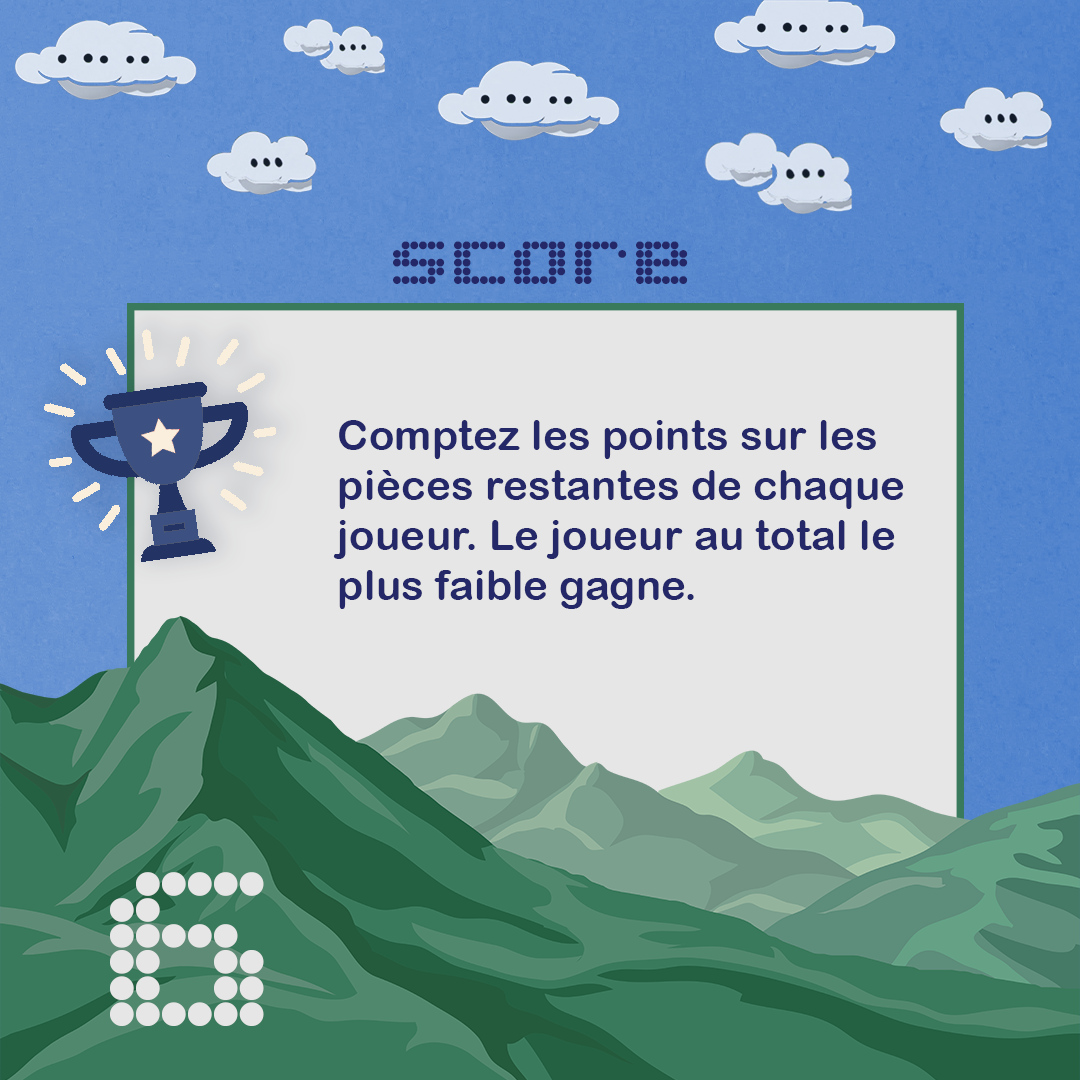 score
Comptez les points sur les
pièces restantes de chaque
joueur. Le joueur au total le
plus faible gagne.
6